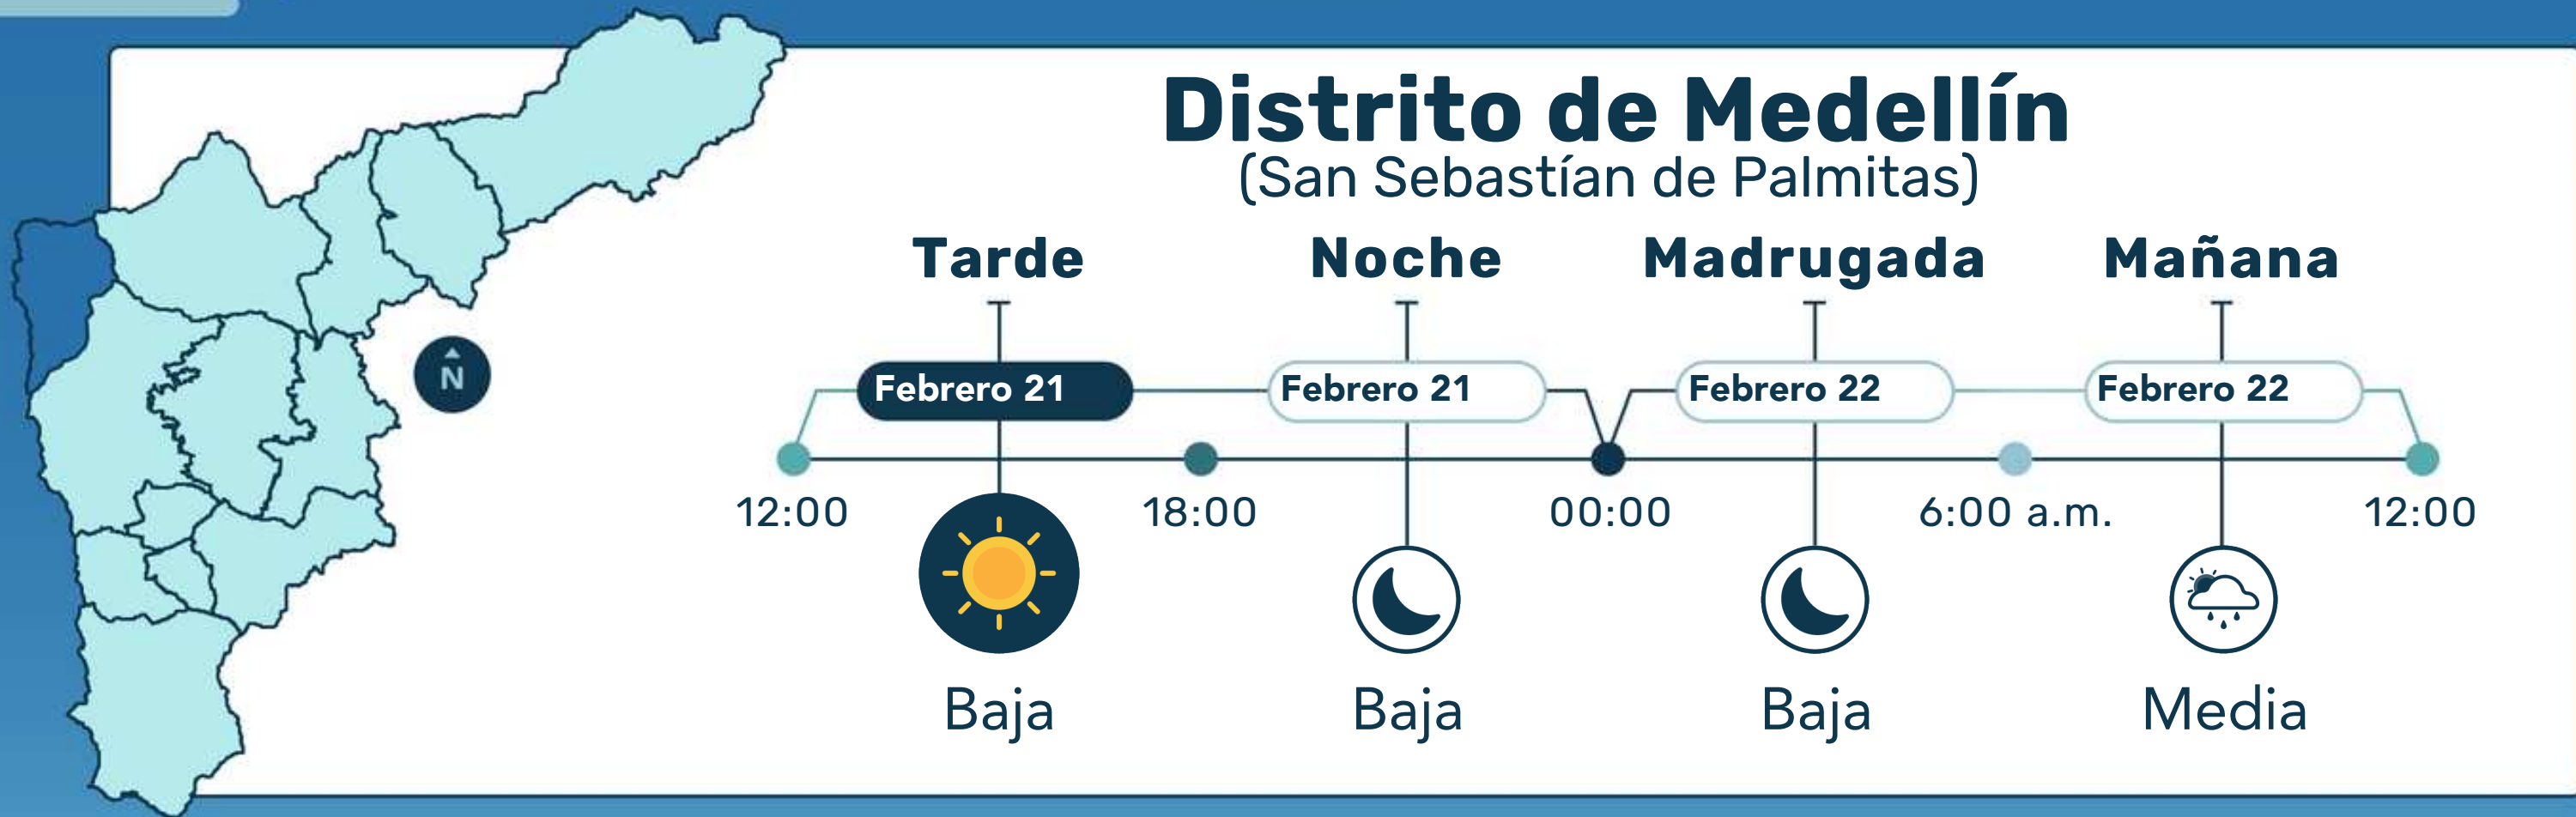 Distrito de Medellín
(San Sebastían de Palmitas)
Tarde Noche Madrugada Mañana
Febrero 21 Febrero 21 Febrero 22 Febrero 22
N
12:00 18:00 00:00 6:00 a.m. 12:00
Baja Baja Baja Media